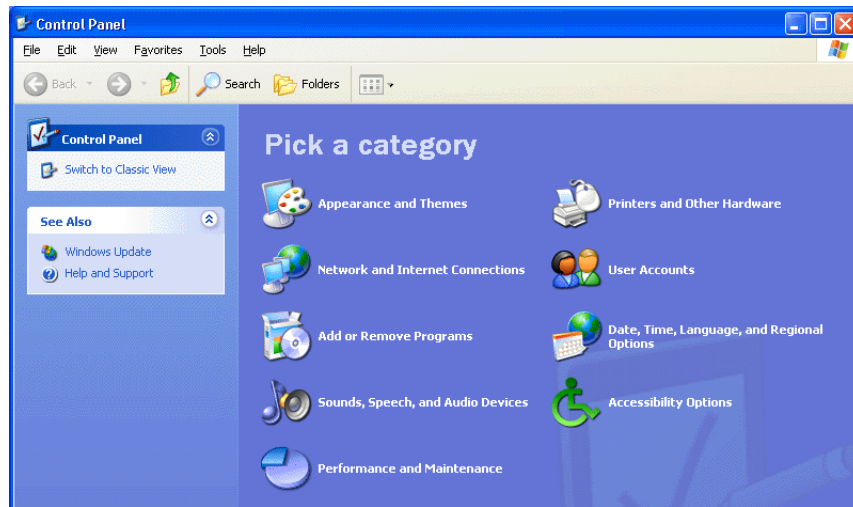 Control Panel
File Edit View Favorites Tools Help
Back Search Folders
Control Panel
Switch to Classic View
See Also
Windows Update
Help and Support
Pick a category
Appearance and Themes
Printers and Other Hardware
Network and Internet Connections
User Accounts
Add or Remove Programs
Date, Time, Language, and Regional
Options
Sounds, Speech, and Audio Devices
Accessibility Options
Performance and Maintenance